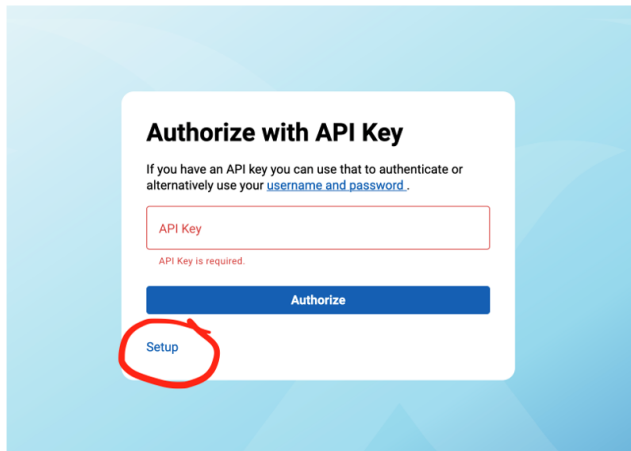 Authorize with API Key
If you have an API key you can use that to authenticate or
alternatively use your username and password .
API Key
API Key is required.
Authorize
Setup